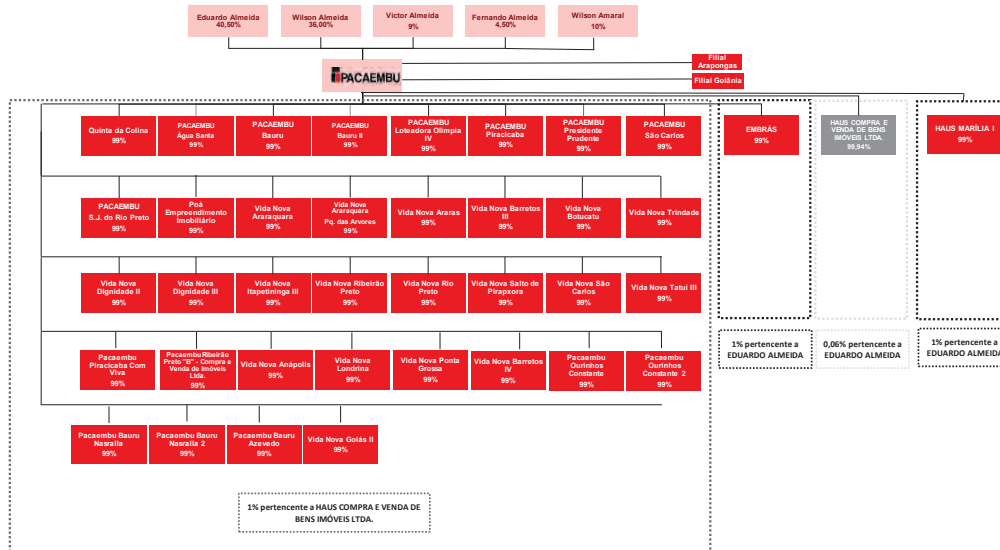 Eduardo Almeida
40,50%
Wilson Almeida
36,00%
Victor Almeida
9%
Fernando Almeida
4,50%
Wilson Amaral
10%
PACAEMBU
Filial
Arapongas
Filial Goiânia
Quinta da Colina
99%
PACAEMBU
Água Santa
99%
PACAEMBU
Bauru
99%
PACAEMBU
Bauru II
99%
PACAEMBU
Loteadora Olimpia
IV
99%
PACAEMBU
Piracicaba
99%
PACAEMBU
Presidente
Prudente
99%
PACAEMBU
São Carlos
99%
EMBRÁS
99%
HAUS COMPRA E
VENDA DE BENS
IMÓVEIS LTDA.
99,94%
HAUS MARÍLIA I
99%
PACAEMBU
S.J. do Rio Preto
99%
Poá
Empreendimento
Imobiliário
99%
Vida Nova
Araraquara
99%
Vida Nova
Araraquara
Pq. das Arvores
99%
Vida Nova Araras
99%
Vida Nova Barretos
III
99%
Vida Nova
Botucatu
99%
Vida Nova Trindade
99%
Vida Nova
Dignidade II
99%
Vida Nova
Dignidade III
99%
Vida Nova
Itapetininga III
99%
Vida Nova Ribeirão
Preto
99%
Vida Nova Rio
Preto
99%
Vida Nova Salto de
Pirapxora
99%
Vida Nova São
Carlos
99%
Vida Nova Tatuí III
99%
Pacaembu
Piracicaba Com
Viva
99%
Pacaembu Ribeirão
Preto "B" - Compra e
Venda de Imóveis
Ltda.
99%
Vida Nova Anápolis
99%
Vida Nova
Londrina
99%
Vida Nova Ponta
Grossa
99%
Vida Nova Barretos
IV
99%
Pacaembu
Ourinhos
Constante
99%
Pacaembu
Ourinhos
Constante 2
99%
1% pertencente a
EDUARDO ALMEIDA
0,06% pertencente a
EDUARDO ALMEIDA
1% pertencente a
EDUARDO ALMEIDA
Pacaembu Bauru
Nasralla
99%
Pacaembu Bauru
Nasralla 2
99%
Pacaembu Bauru
Azevedo
99%
Vida Nova Goiás II
99%
1% pertencente a HAUS COMPRA E VENDA DE
BENS IMÓVEIS LTDA.